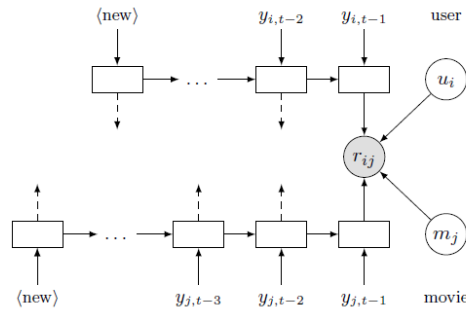 ⟨new⟩ y_{i,t−2} y_{i,t−1} user
... u_i
r_{ij}
... m_j
⟨new⟩ y_{j,t−3} y_{j,t−2} y_{j,t−1} movie